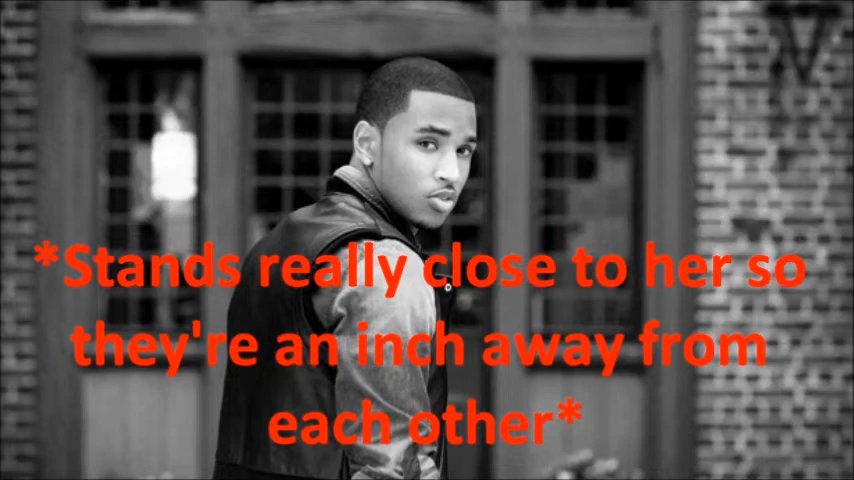 *Stands really close to her so
they're an inch away from
each other*